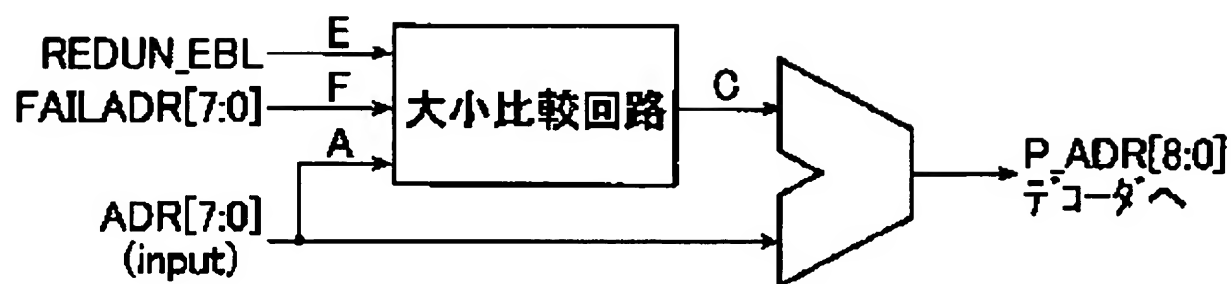 REDUN_EBL
E
FAILADR[7:0]
F
A
大小比較回路
C
ADR[7:0]
(input)
P_ADR[8:0]
デコーダへ